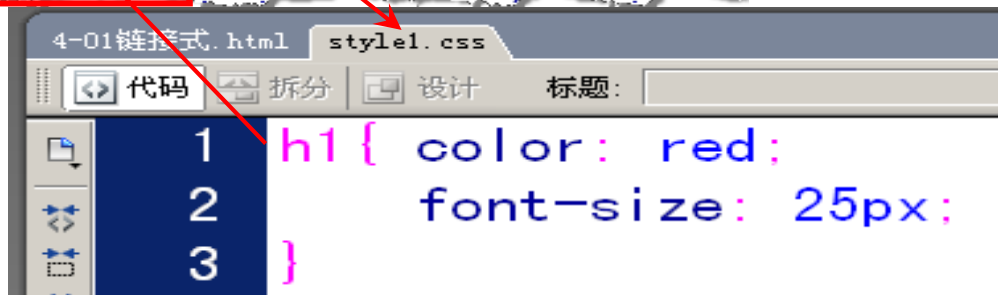 4-01链接式.html style1.css
代码 拆分 设计 标题:
1 h1{ color: red;
2 font-size: 25px;
3 }